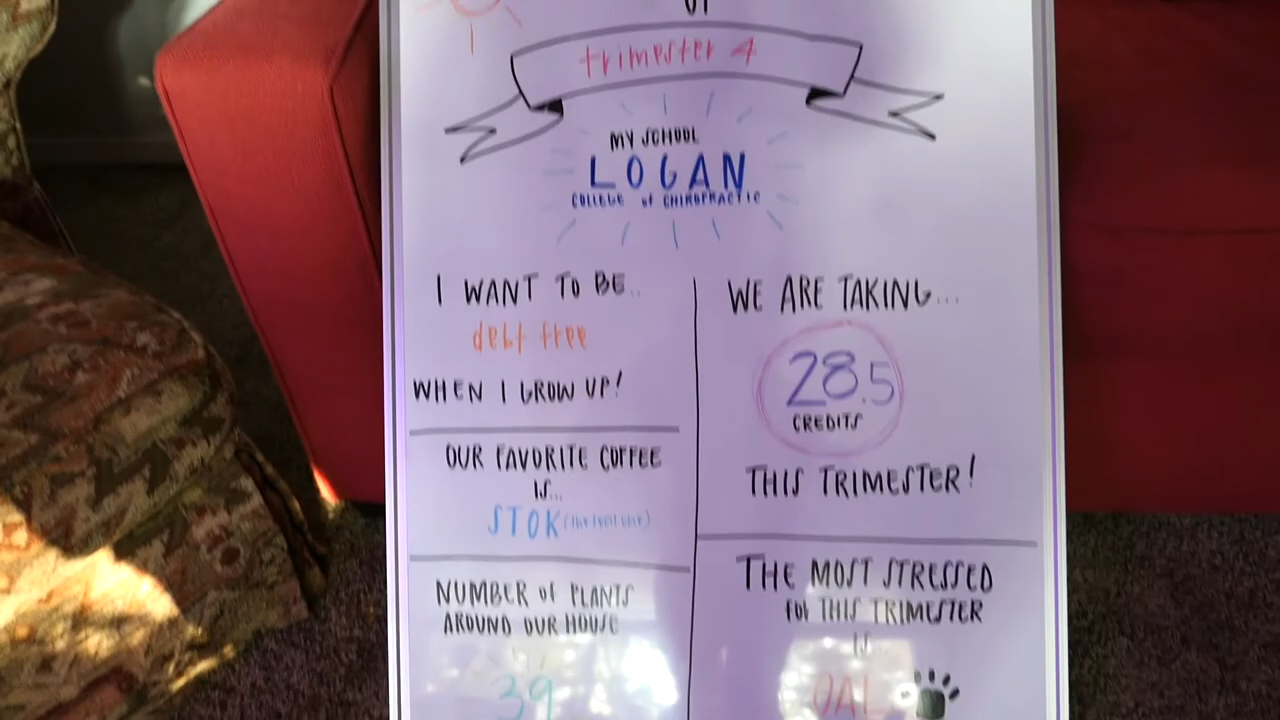 OF
trimester 4
MY SCHOOL
LOGAN
COLLEGE of CHIROPRACTIC
I WANT TO BE..
debt free
WHEN I GROW UP!
OUR FAVORITE COFFEE
IS...
STOK
NUMBER of PLANTS
AROUND OUR HOUSE
39
WE ARE TAKING...
28.5
CREDITS
THIS TRIMESTER!
THE MOST STRESSED
for THIS TRIMESTER
IS...